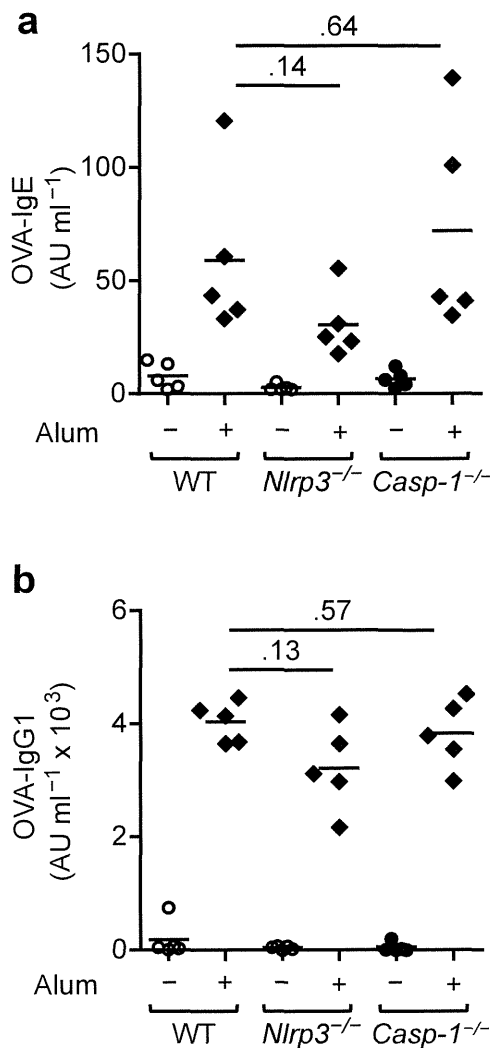 a
.64
.14
150
100
50
0
OVA-IgE
(AU ml⁻¹)
Alum – + – + – +
WT Nlrp3⁻/⁻ Casp-1⁻/⁻
b
.57
.13
6
4
2
0
OVA-IgG1
(AU ml⁻¹ x 10³)
Alum – + – + – +
WT Nlrp3⁻/⁻ Casp-1⁻/⁻